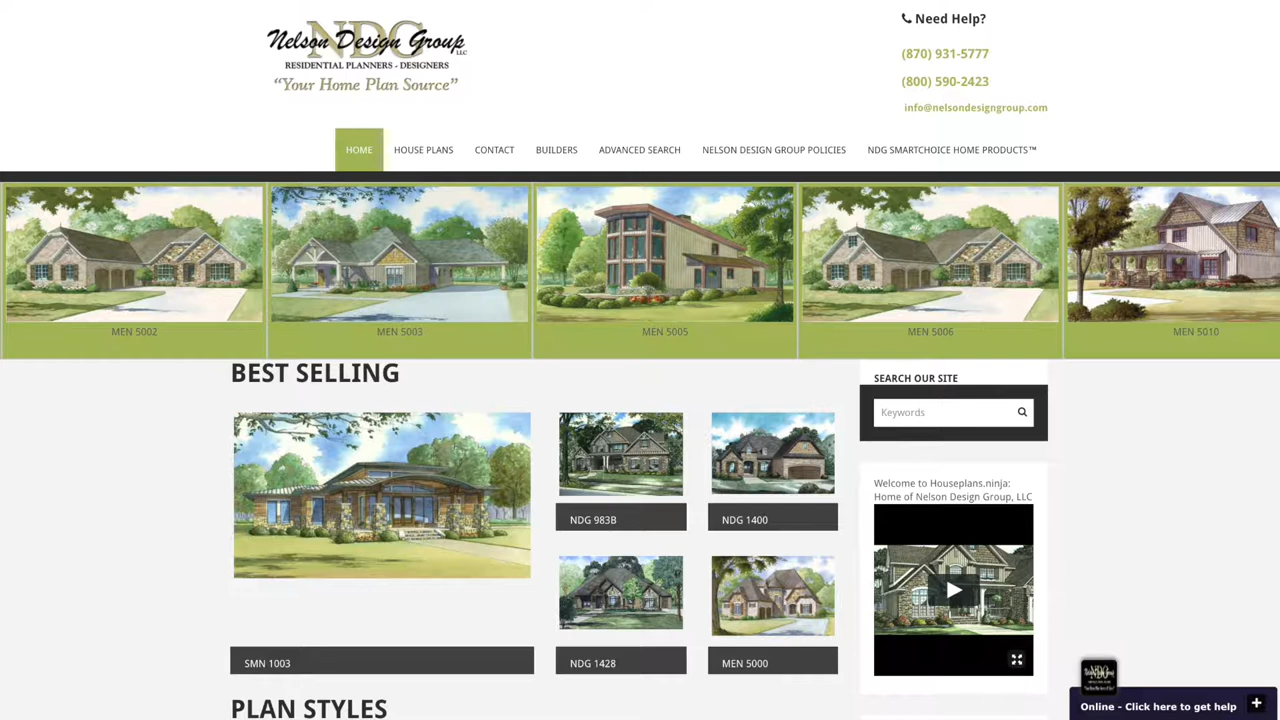 NDG
Nelson Design Group LLC
RESIDENTIAL PLANNERS - DESIGNERS
“Your Home Plan Source”
Need Help?
(870) 931-5777
(800) 590-2423
info@nelsondesigngroup.com
HOME HOUSE PLANS CONTACT BUILDERS ADVANCED SEARCH NELSON DESIGN GROUP POLICIES NDG SMARTCHOICE HOME PRODUCTS™
MEN 5002 MEN 5003 MEN 5005 MEN 5006 MEN 5010
BEST SELLING
SMN 1003
NDG 983B
NDG 1400
NDG 1428
MEN 5000
PLAN STYLES
SEARCH OUR SITE
Keywords
Welcome to Houseplans.ninja:
Home of Nelson Design Group, LLC
NDG
Online - Click here to get help